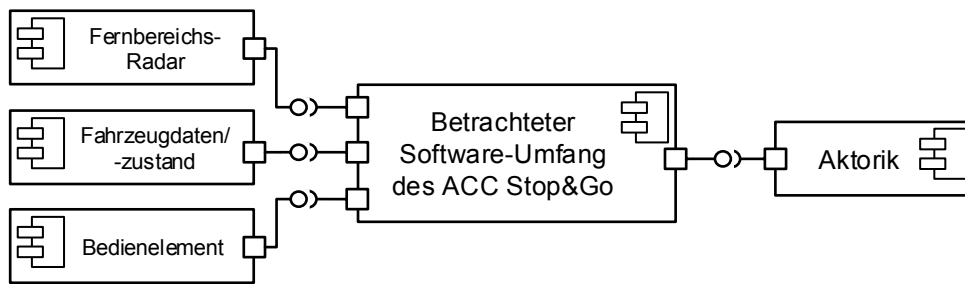 Fernbereichs-
Radar
Fahrzeugdaten/
-zustand
Bedienelement
Betrachteter
Software-Umfang
des ACC Stop&Go
Aktorik